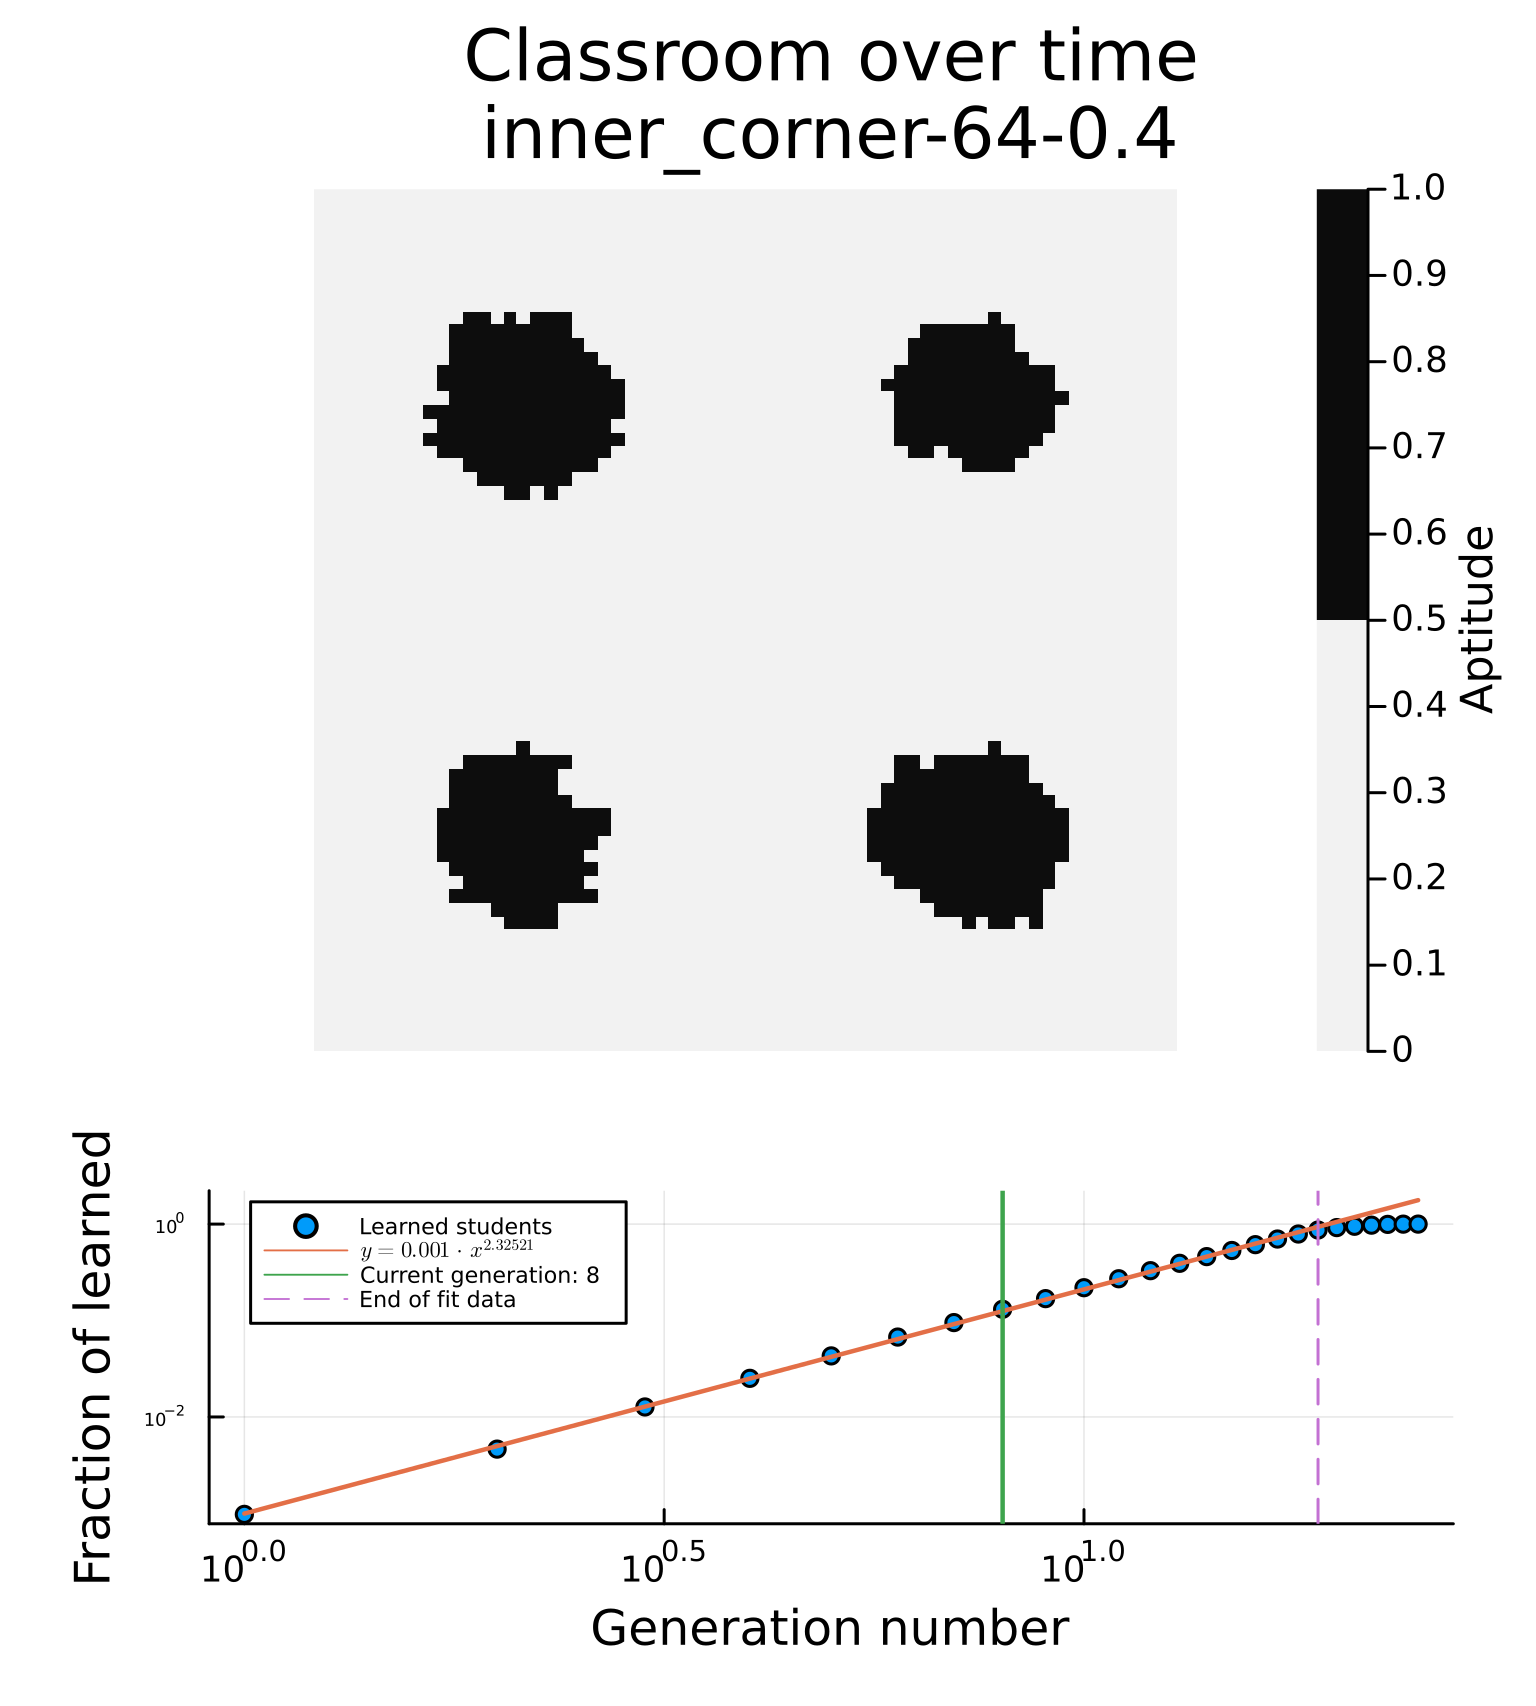 Classroom over time
inner_corner-64-0.4
1.0
0.9
0.8
0.7
0.6
0.5
0.4
0.3
0.2
0.1
0
Aptitude
Fraction of learned
10^0
10^-2
Learned students
y = 0.001 · x^2.32521
Current generation: 8
End of fit data
10^0.0
10^0.5
10^1.0
Generation number